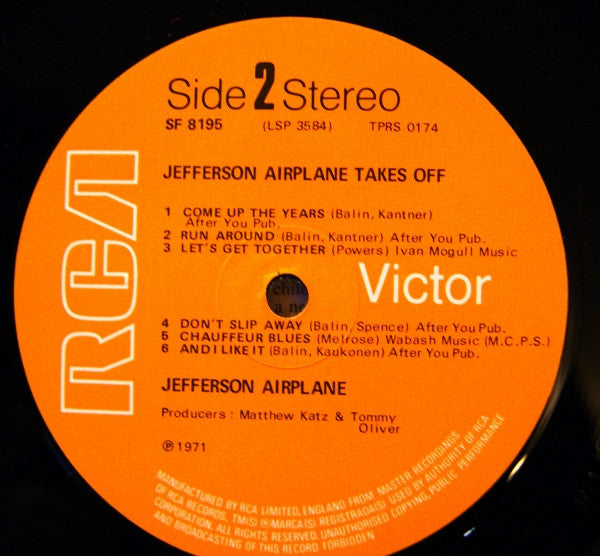 Side 2 Stereo
SF 8195 (LSP 3584) TPRS 0174
JEFFERSON AIRPLANE TAKES OFF
1 COME UP THE YEARS (Balin, Kantner)
After You Pub.
2 RUN AROUND (Balin, Kantner) After You Pub.
3 LET'S GET TOGETHER (Powers) Ivan Mogull Music
RCA
Victor
4 DON'T SLIP AWAY (Balin, Spence) After You Pub.
5 CHAUFFEUR BLUES (Melrose) Wabash Music (M.C.P.S.)
6 AND I LIKE IT (Balin, Kaukonen) After You Pub.
JEFFERSON AIRPLANE
Producers : Matthew Katz & Tommy
Oliver
℗ 1971
MANUFACTURED BY RCA LIMITED, ENGLAND FROM MASTER RECORDINGS
OF RCA RECORDS, TM(S) ® MARCA(S) REGISTRADA(S) USED BY AUTHORITY OF RCA
CORPORATION. ALL RIGHTS RESERVED. UNAUTHORISED COPYING, PUBLIC PERFORMANCE
AND BROADCASTING OF THIS RECORD FORBIDDEN